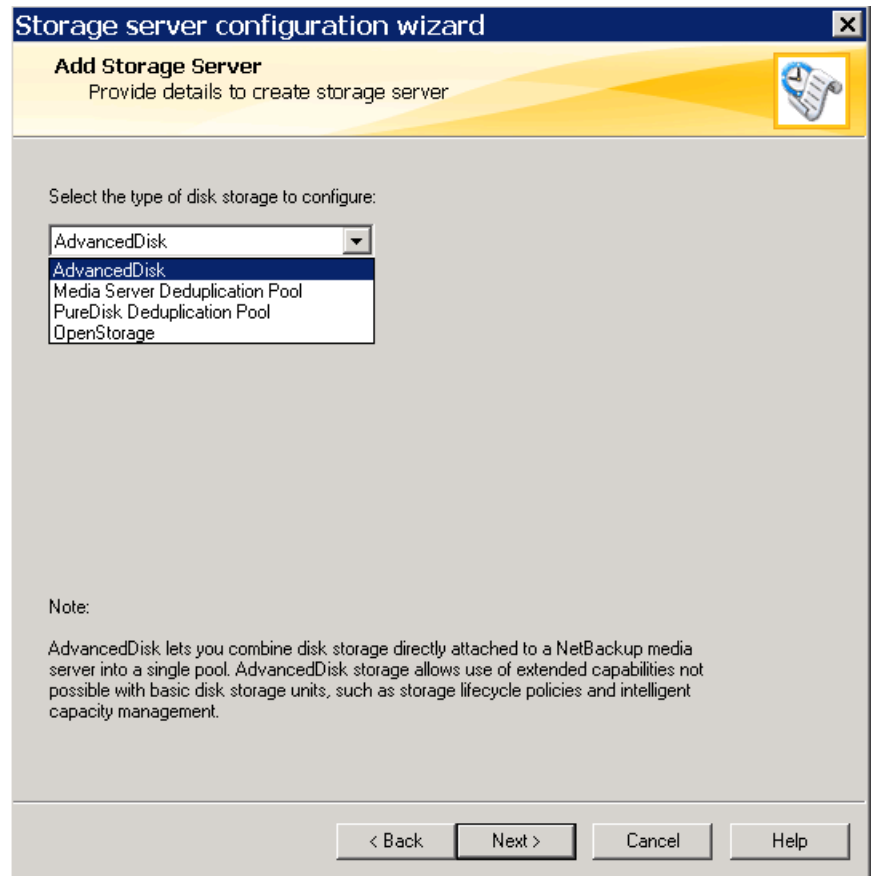 Storage server configuration wizard
Add Storage Server
Provide details to create storage server
Select the type of disk storage to configure:
AdvancedDisk
AdvancedDisk
Media Server Deduplication Pool
PureDisk Deduplication Pool
OpenStorage
Note:
AdvancedDisk lets you combine disk storage directly attached to a NetBackup media
server into a single pool. AdvancedDisk storage allows use of extended capabilities not
possible with basic disk storage units, such as storage lifecycle policies and intelligent
capacity management.
< Back Next > Cancel Help